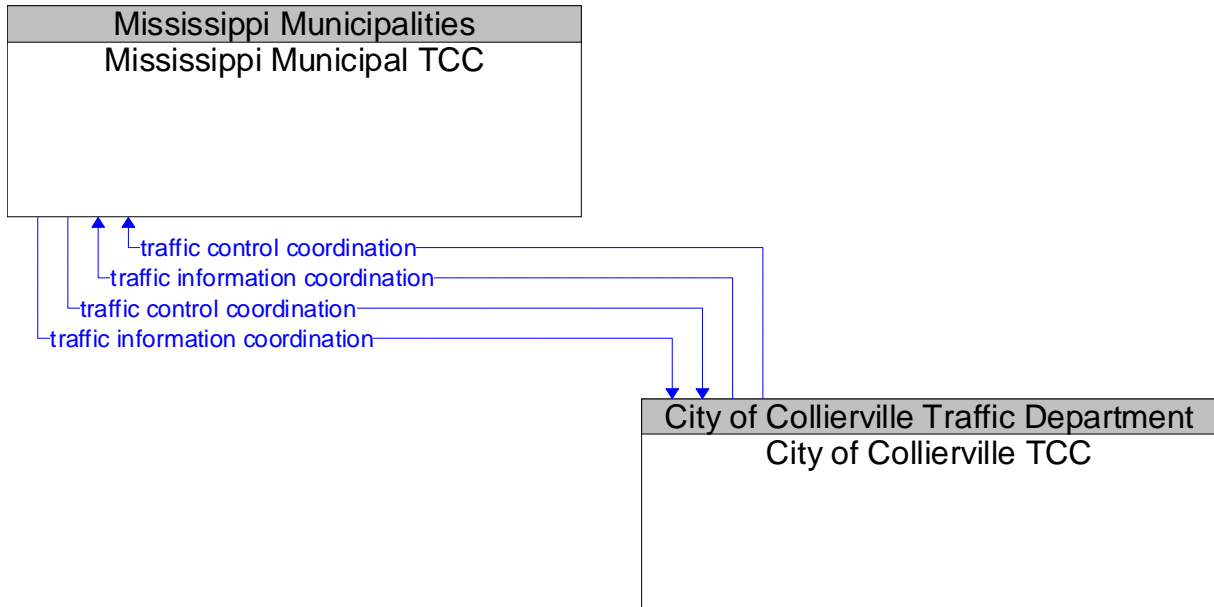 Mississippi Municipalities
Mississippi Municipal TCC
traffic control coordination
traffic information coordination
traffic control coordination
traffic information coordination
City of Collierville Traffic Department
City of Collierville TCC